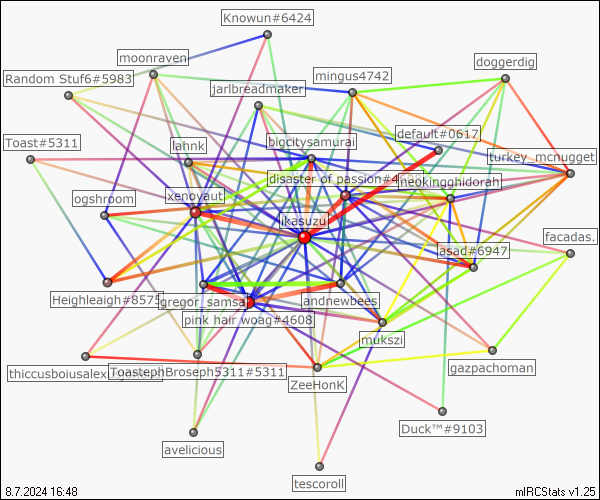 Knowun#6424
moonraven
doggerdig
Random Stuf6#5983
jarlbreadmaker
mingus4742
Toast#5311
lahnk
bigcitysamurai
default#0617
turkey_mcnugget
xenoyaut
disaster of passion#4
neokingghidorah
ogshroom
ikasuzu
facadas.
asad#6947
Heighleaigh#8575
gregor_samsa
andnewbees
pink hair woag#4608
mukszi
thiccusboiusalex
ToastephBroseph5311#5311
ZeeHonK
gazpachoman
Duck™#9103
avelicious
tescoroll
8.7.2024 16:48
mIRCStats v1.25